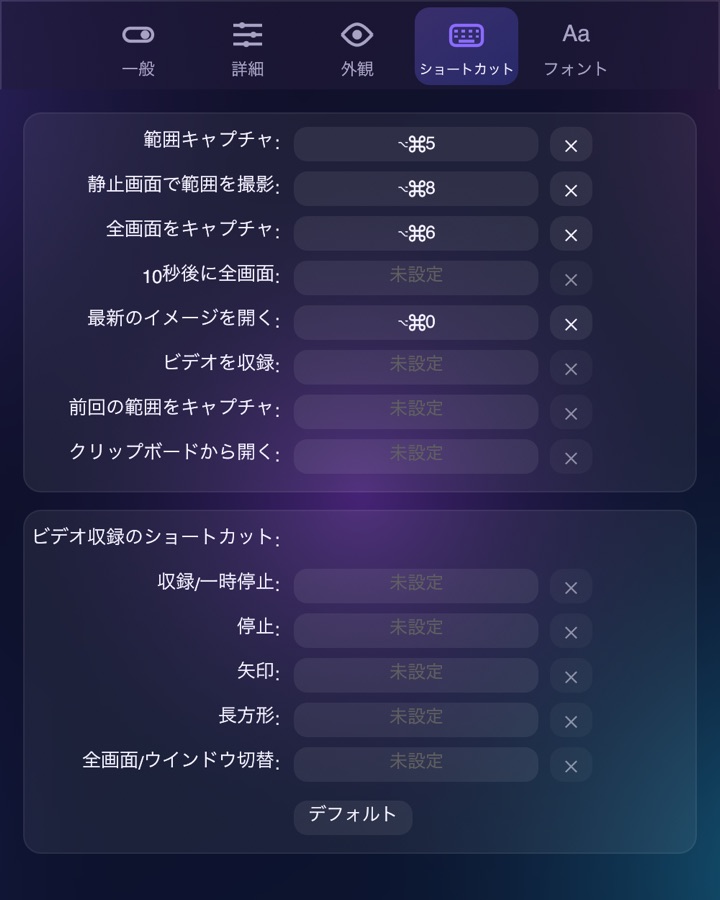 一般
詳細
外観
ショートカット
Aa
フォント
範囲キャプチャ: ⌥⌘5 ×
静止画面で範囲を撮影: ⌥⌘8 ×
全画面をキャプチャ: ⌥⌘6 ×
10秒後に全画面: 未設定 ×
最新のイメージを開く: ⌥⌘0 ×
ビデオを収録: 未設定 ×
前回の範囲をキャプチャ: 未設定 ×
クリップボードから開く: 未設定 ×
ビデオ収録のショートカット:
収録/一時停止: 未設定 ×
停止: 未設定 ×
矢印: 未設定 ×
長方形: 未設定 ×
全画面/ウインドウ切替: 未設定 ×
デフォルト